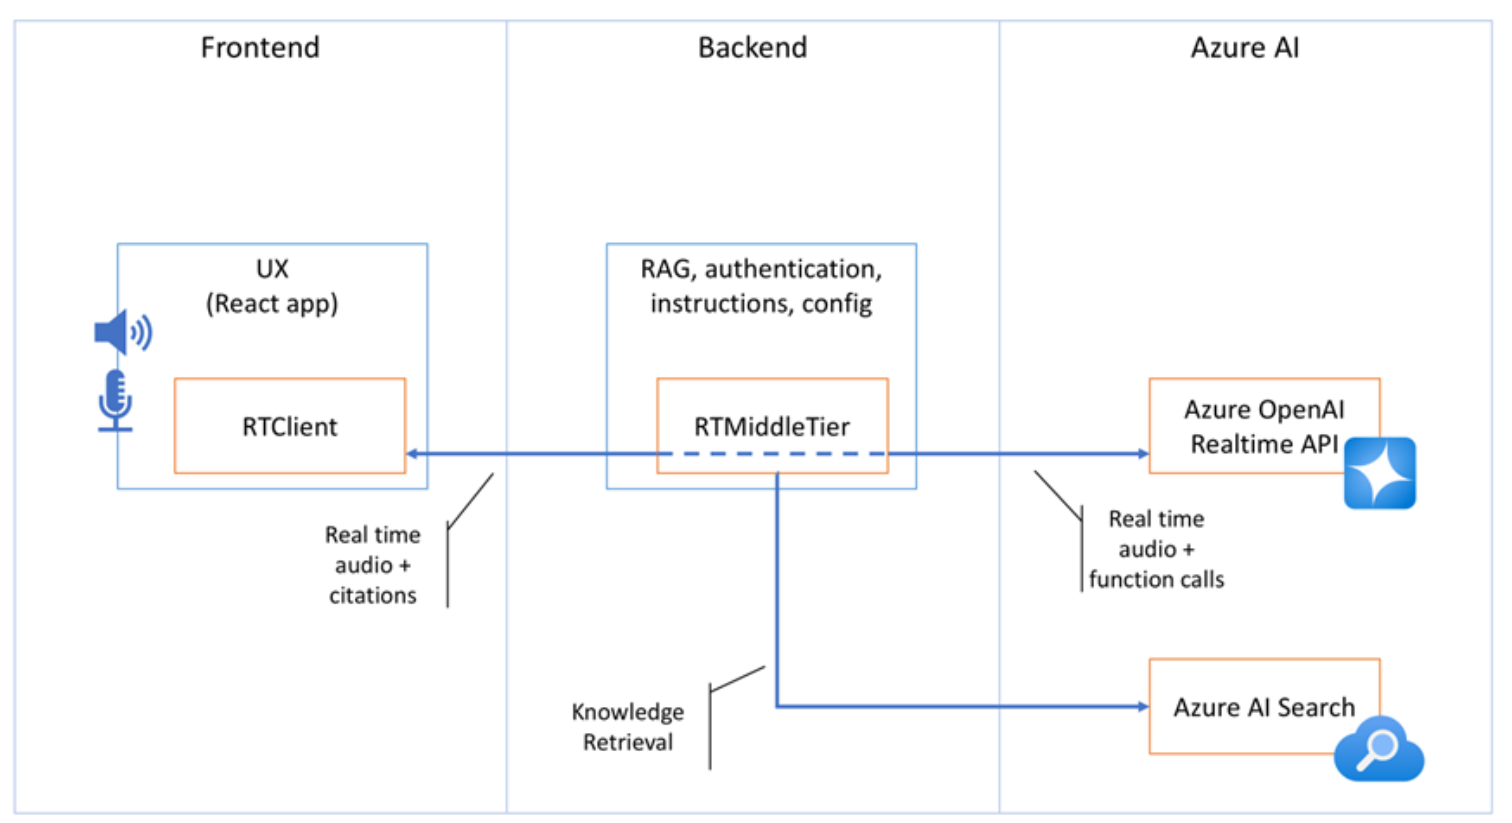 Frontend
Backend
Azure AI
UX
(React app)
RTClient
RAG, authentication,
instructions, config
RTMiddleTier
Azure OpenAI
Realtime API
Real time
audio +
citations
Real time
audio +
function calls
Knowledge
Retrieval
Azure AI Search